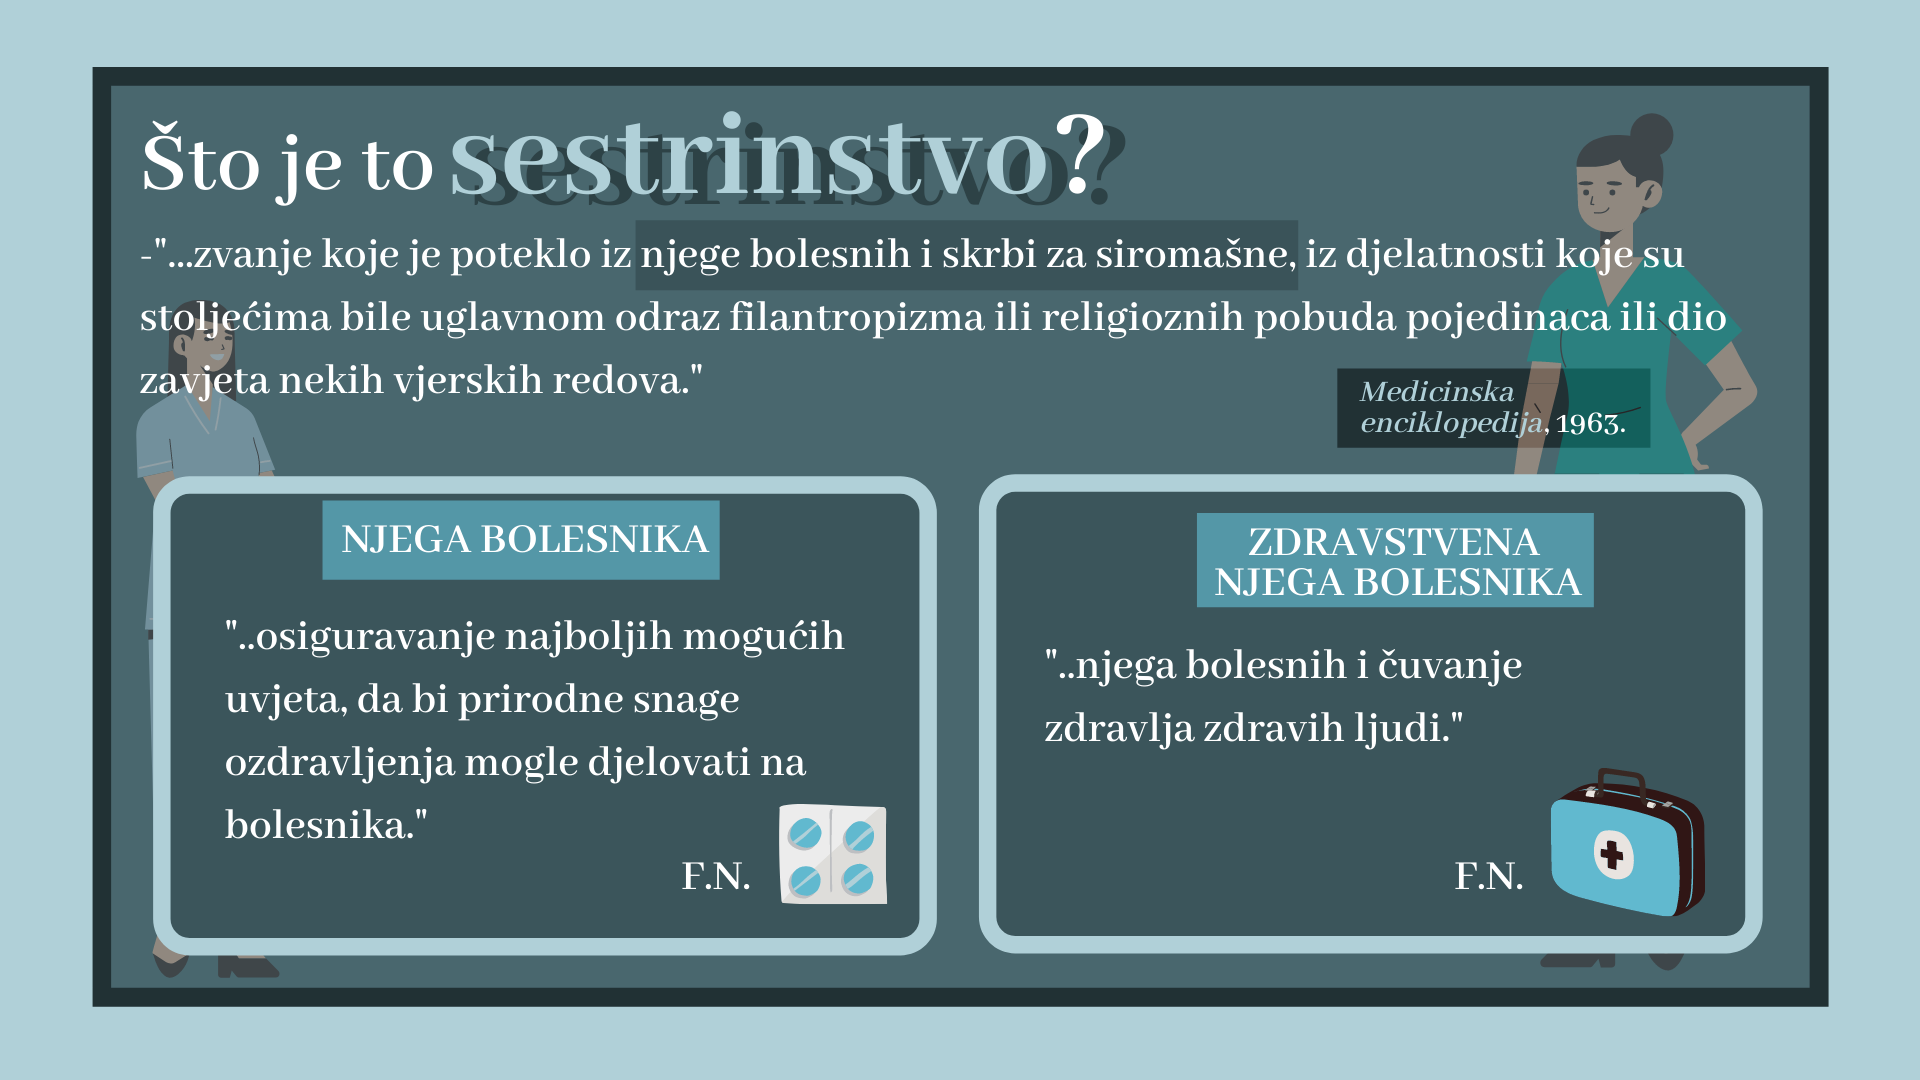 Što je to sestrinstvo?
-"...zvanje koje je poteklo iz njege bolesnih i skrbi za siromašne, iz djelatnosti koje su
stoljećima bile uglavnom odraz filantropizma ili religioznih pobuda pojedinaca ili dio
zavjeta nekih vjerskih redova."
Medicinska
enciklopedija, 1963.
NJEGA BOLESNIKA
"..osiguravanje najboljih mogućih
uvjeta, da bi prirodne snage
ozdravljenja mogle djelovati na
bolesnika."
F.N.
ZDRAVSTVENA
NJEGA BOLESNIKA
"..njega bolesnih i čuvanje
zdravlja zdravih ljudi."
F.N.